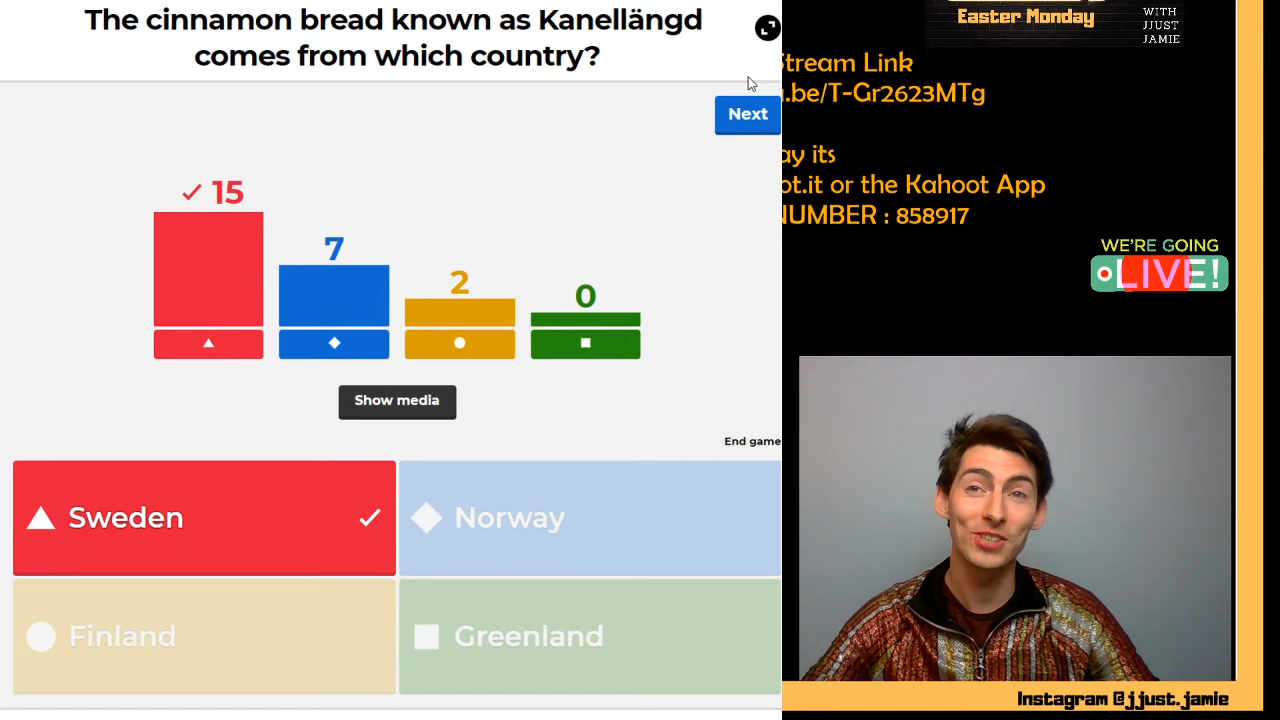 The cinnamon bread known as Kanellängd
comes from which country?
Next
15
7
2
0
Show media
End game
Sweden
Norway
Finland
Greenland
Easter Monday
WITH
JJUST
JAMIE
Stream Link
.be/T-Gr2623MTg
ay its
ot.it or the Kahoot App
NUMBER : 858917
WE'RE GOING
LIVE!
Instagram @jjust.jamie